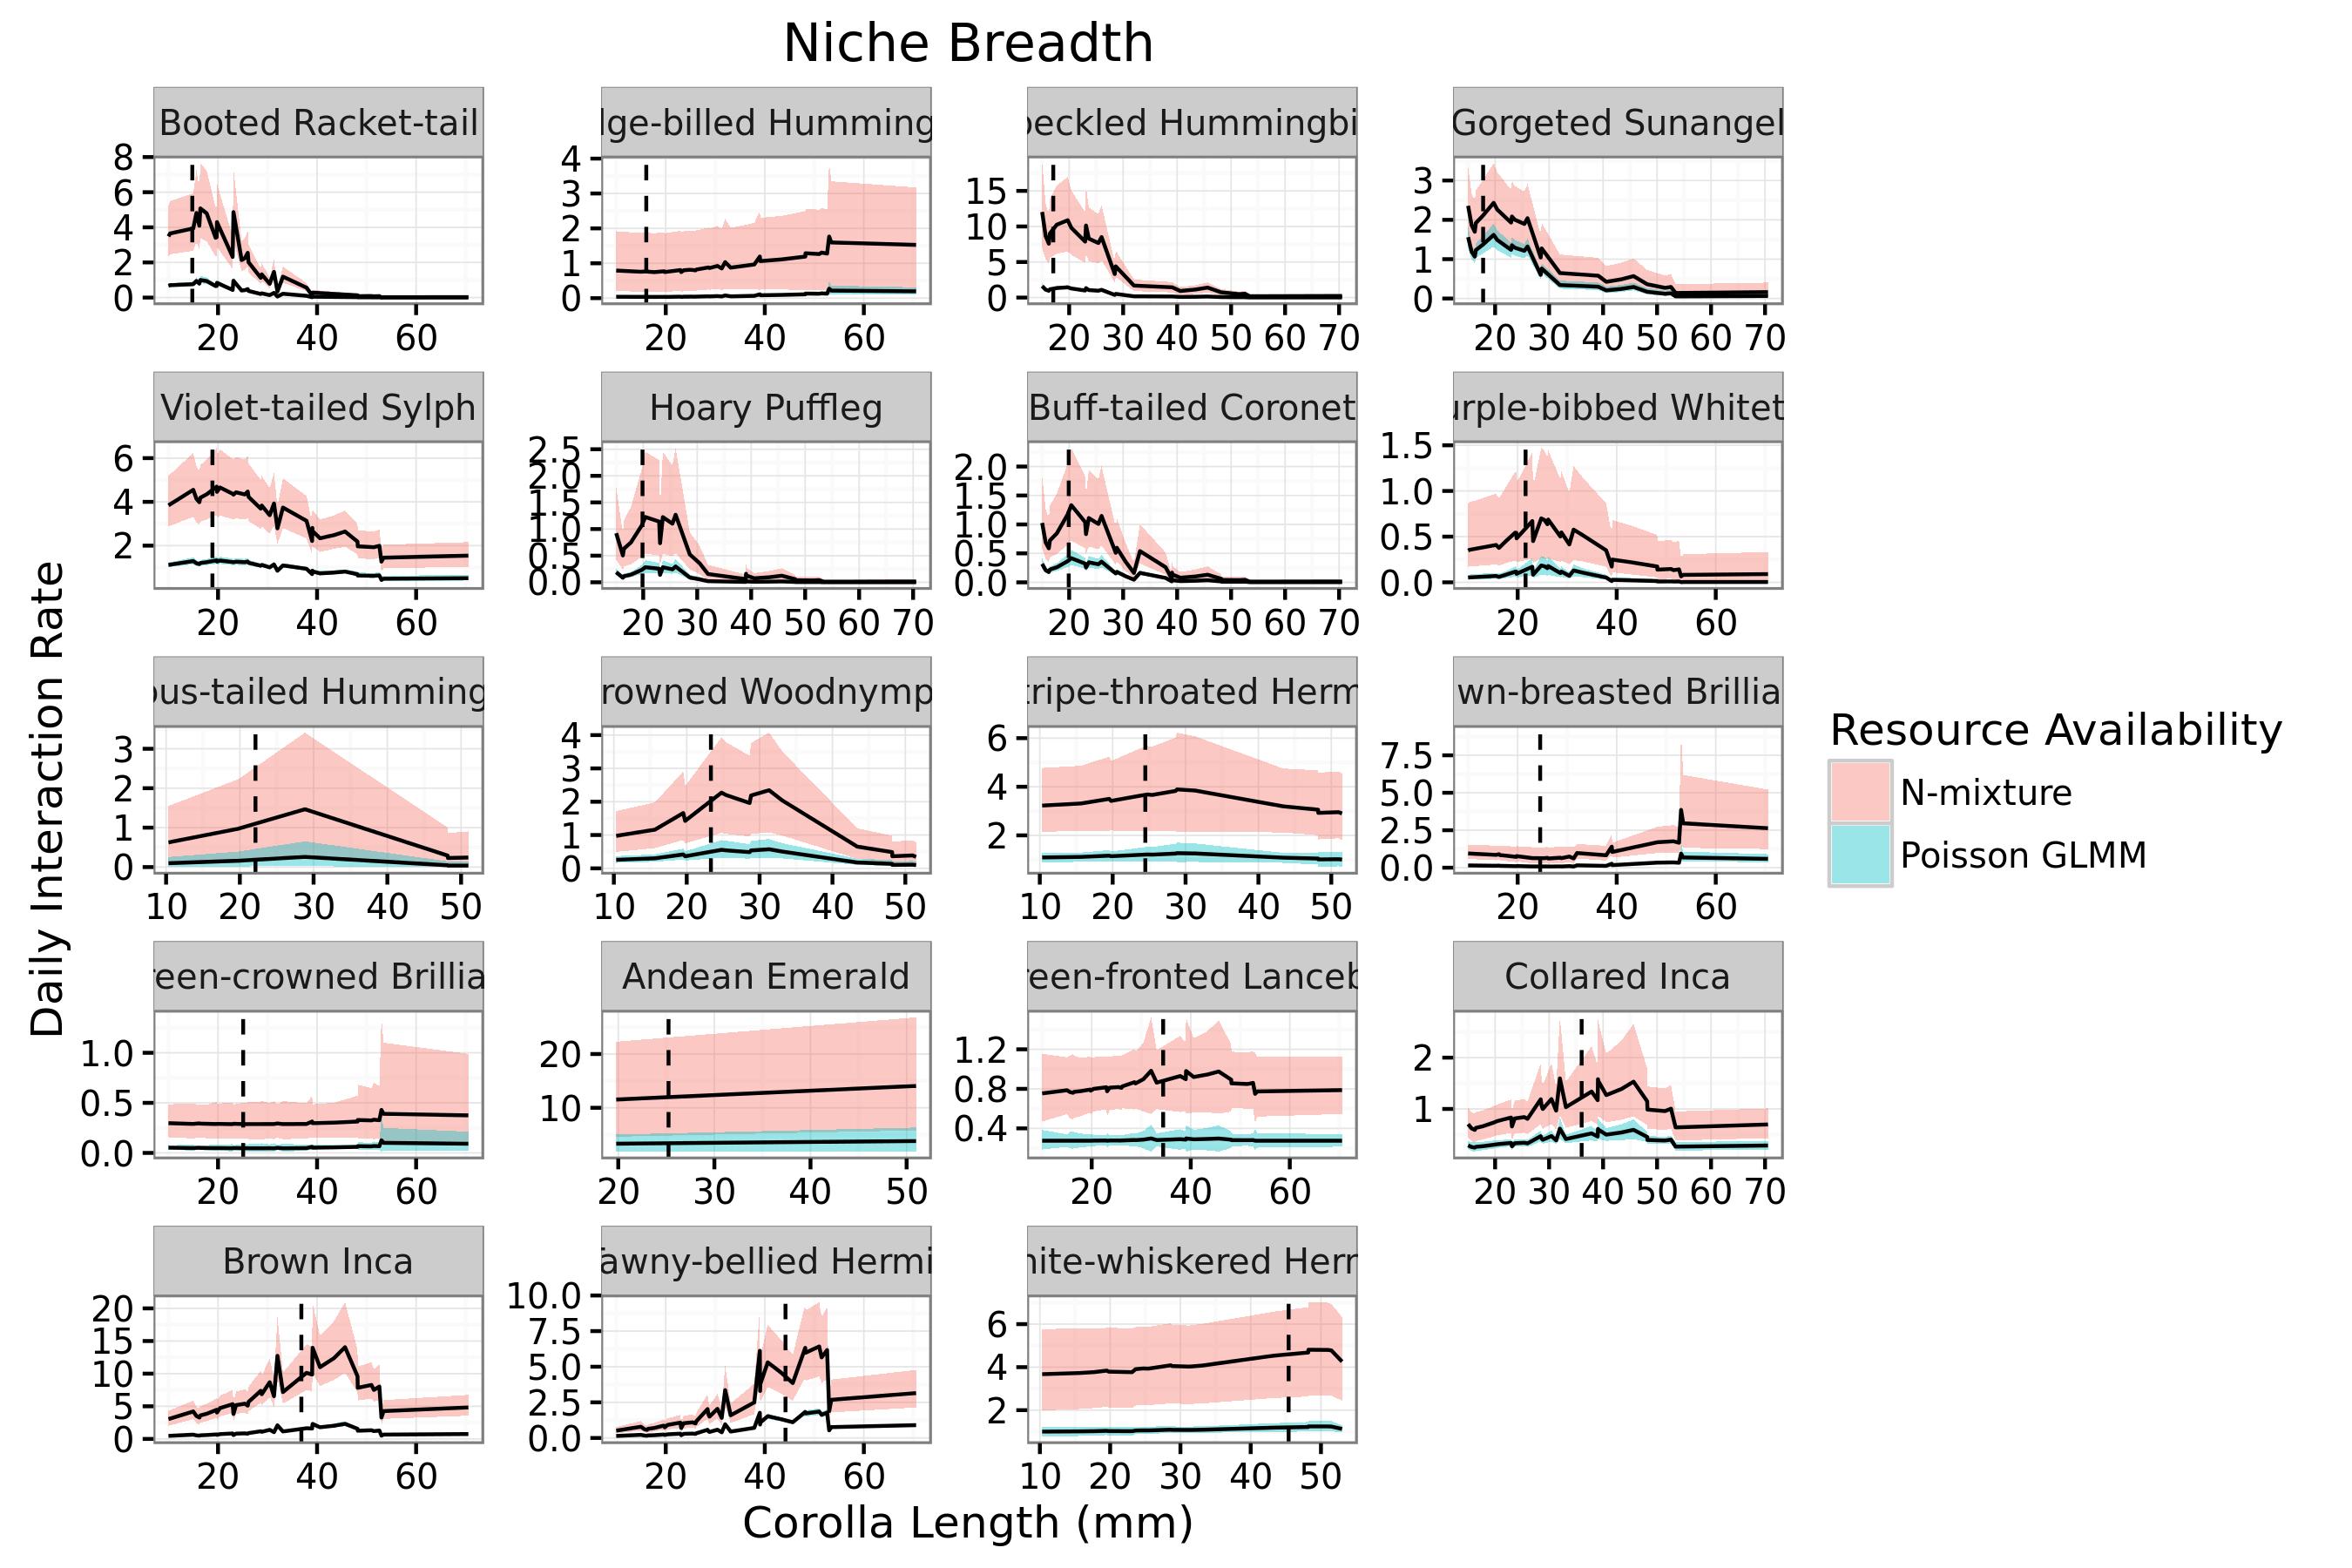 Niche Breadth
Booted Racket-tail
dge-billed Humming
peckled Hummingbi
Gorgeted Sunangel
8
6
4
2
0
20 40 60
4
3
2
1
0
20 40 60
15
10
5
0
20 30 40 50 60 70
3
2
1
0
20 30 40 50 60 70
Violet-tailed Sylph
Hoary Puffleg
Buff-tailed Coronet
urple-bibbed Whitet
6
4
2
20 40 60
2.5
2.0
1.5
1.0
0.5
0.0
20 30 40 50 60 70
2.0
1.5
1.0
0.5
0.0
20 30 40 50 60 70
1.5
1.0
0.5
0.0
20 40 60
ous-tailed Humming
rowned Woodnymp
tripe-throated Herm
wn-breasted Brillia
3
2
1
0
10 20 30 40 50
4
3
2
1
0
10 20 30 40 50
6
4
2
10 20 30 40 50
7.5
5.0
2.5
0.0
20 40 60
reen-crowned Brillia
Andean Emerald
reen-fronted Lanceb
Collared Inca
1.0
0.5
0.0
20 40 60
20
10
20 30 40 50
1.2
0.8
0.4
20 40 60
2
1
20 30 40 50 60 70
Brown Inca
awny-bellied Hermi
hite-whiskered Herr
20
15
10
5
0
20 40 60
10.0
7.5
5.0
2.5
0.0
20 40 60
6
4
2
10 20 30 40 50
Daily Interaction Rate
Corolla Length (mm)
Resource Availability
N-mixture
Poisson GLMM